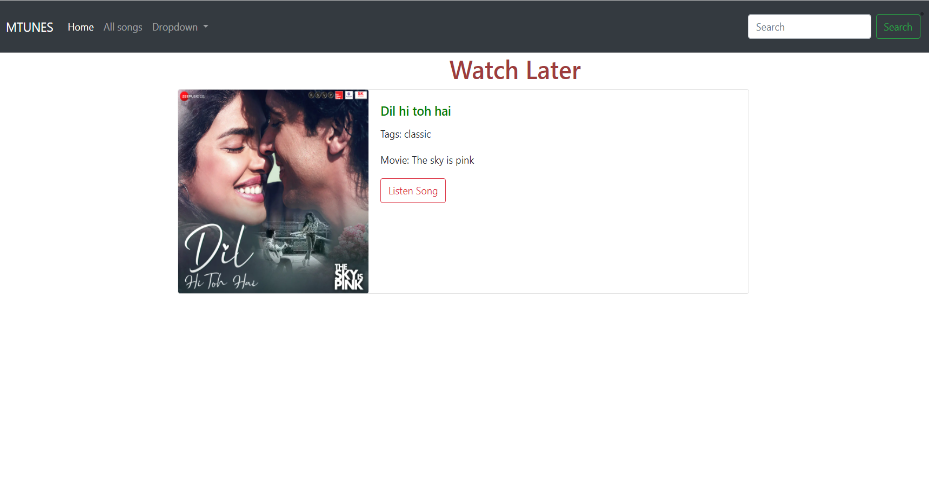 MTUNES Home All songs Dropdown Search Search
Watch Later
Dil hi toh hai
Tags: classic
Movie: The sky is pink
Listen Song
Dil
Hi Toh Hai
THE
SKY IS
PINK